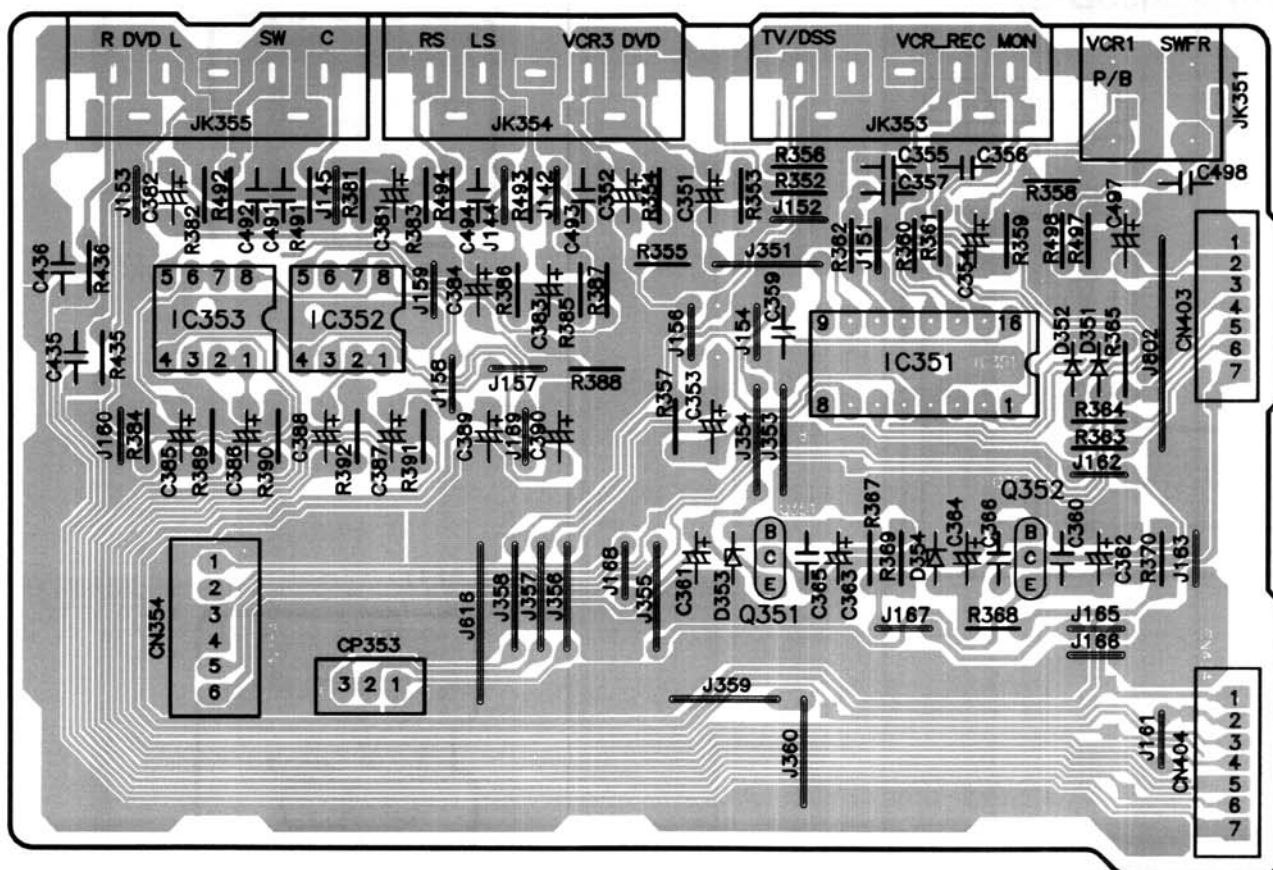 R DVD L SW C
RS LS VCR3 DVD
TV/DSS VCR_REC MON
VCR1 SWFR
P/B
JK355
JK354
JK353
JK351
J153
C382
R382
R492
C492
C491
R491
J145
R381
C381
R383
R494
C494
J144
R493
J142
C493
C352
R354
C351
R353
R356
R352
J152
C355
C356
C357
R358
C498
C497
C436
R436
5 6 7 8
IC353
4 3 2 1
5 6 7 8
IC352
4 3 2 1
J159
C384
R386
C383
R385
R387
R355
J351
R362
J151
R360
R361
C354
R359
R498
R497
1
2
3
4
5
6
7
CN403
C435
R435
J158
J157
R388
J156
J154
C359
9 16
IC351
8 1
D352
D351
R365
J802
R364
R363
J162
J160
R384
C385
R389
C386
R390
C388
R392
C387
R391
C389
J169
C390
R357
C353
J354
J353
Q352
CN354
1
2
3
4
5
6
CP353
3 2 1
J616
J358
J357
J356
J168
J355
C361
D353
B
C
E
Q351
C365
C363
R367
R369
D354
C364
C366
B
C
E
C360
C362
R370
J163
J167
R368
J165
J166
J359
J360
J161
CN404
1
2
3
4
5
6
7